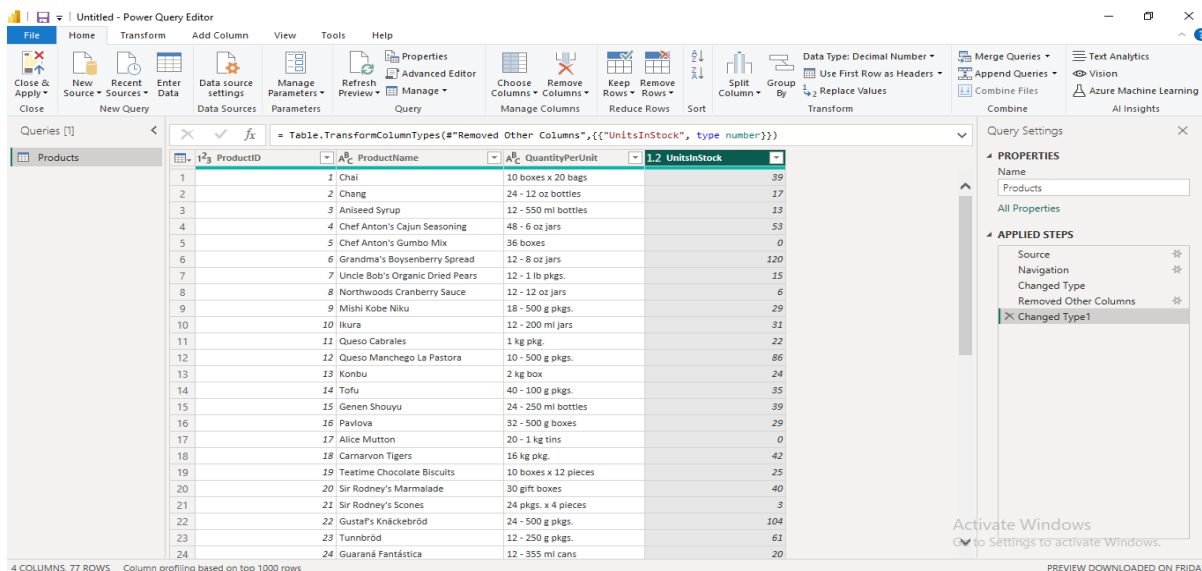 Untitled - Power Query Editor
File Home Transform Add Column View Tools Help
Close & Apply
New Source
Recent Sources
Enter Data
Data source settings
Manage Parameters
Refresh Preview
Properties
Advanced Editor
Manage
Choose Columns
Remove Columns
Keep Rows
Remove Rows
Split Column
Group By
Data Type: Decimal Number
Use First Row as Headers
1 2 Replace Values
Merge Queries
Append Queries
Combine Files
Text Analytics
Vision
Azure Machine Learning
Close New Query Data Sources Parameters Query Manage Columns Reduce Rows Sort Transform Combine AI Insights
Queries [1]
Products
fx = Table.TransformColumnTypes(#"Removed Other Columns",{{"UnitsInStock", type number}})
1²3 ProductID ABC ProductName ABC QuantityPerUnit 1.2 UnitsInStock
1 1 Chai 10 boxes x 20 bags 39
2 2 Chang 24 - 12 oz bottles 17
3 3 Aniseed Syrup 12 - 550 ml bottles 13
4 4 Chef Anton's Cajun Seasoning 48 - 6 oz jars 53
5 5 Chef Anton's Gumbo Mix 36 boxes 0
6 6 Grandma's Boysenberry Spread 12 - 8 oz jars 120
7 7 Uncle Bob's Organic Dried Pears 12 - 1 lb pkgs. 15
8 8 Northwoods Cranberry Sauce 12 - 12 oz jars 6
9 9 Mishi Kobe Niku 18 - 500 g pkgs. 29
10 10 Ikura 12 - 200 ml jars 31
11 11 Queso Cabrales 1 kg pkg. 22
12 12 Queso Manchego La Pastora 10 - 500 g pkgs. 86
13 13 Konbu 2 kg box 24
14 14 Tofu 40 - 100 g pkgs. 35
15 15 Genen Shouyu 24 - 250 ml bottles 39
16 16 Pavlova 32 - 500 g boxes 29
17 17 Alice Mutton 20 - 1 kg tins 0
18 18 Carnarvon Tigers 16 kg pkg. 42
19 19 Teatime Chocolate Biscuits 10 boxes x 12 pieces 25
20 20 Sir Rodney's Marmalade 30 gift boxes 40
21 21 Sir Rodney's Scones 24 pkgs. x 4 pieces 3
22 22 Gustaf's Knäckebröd 24 - 500 g pkgs. 104
23 23 Tunnbröd 12 - 250 g pkgs. 61
24 24 Guaraná Fantástica 12 - 355 ml cans 20
Query Settings
PROPERTIES
Name
Products
All Properties
APPLIED STEPS
Source
Navigation
Changed Type
Removed Other Columns
Changed Type1
Activate Windows
Go to Settings to activate Windows.
4 COLUMNS, 77 ROWS Column profiling based on top 1000 rows
PREVIEW DOWNLOADED ON FRIDA